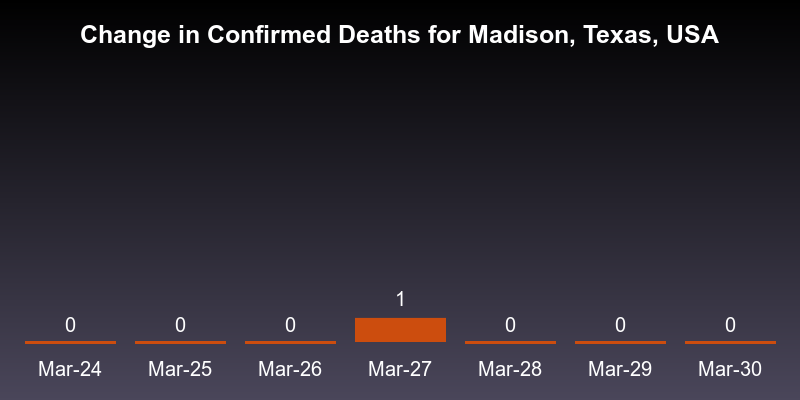 Change in Confirmed Deaths for Madison, Texas, USA
0 0 0 1 0 0 0
Mar-24 Mar-25 Mar-26 Mar-27 Mar-28 Mar-29 Mar-30